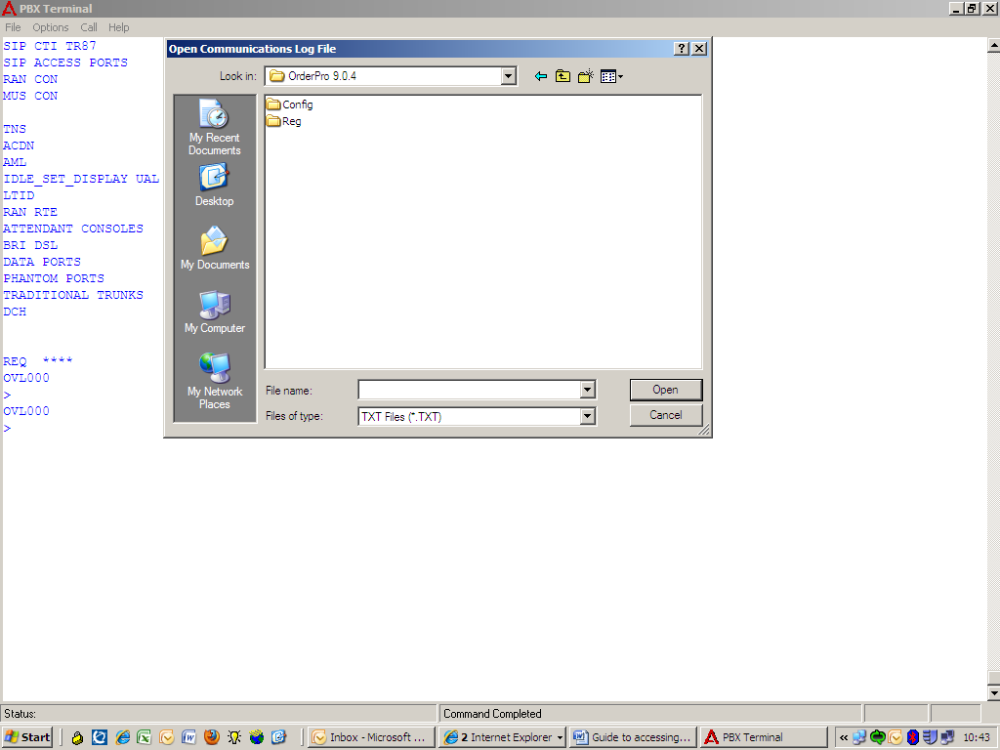 PBX Terminal
File Options Call Help
SIP CTI TR87
SIP ACCESS PORTS
RAN CON
MUS CON
TNS
ACDN
AML
IDLE_SET_DISPLAY UAL
LTID
RAN RTE
ATTENDANT CONSOLES
BRI DSL
DATA PORTS
PHANTOM PORTS
TRADITIONAL TRUNKS
DCH
REQ ****
OVL000
>
OVL000
>
Open Communications Log File
Look in: OrderPro 9.0.4
My Recent
Documents
Desktop
My Documents
My Computer
My Network
Places
Config
Reg
File name:
Open
Files of type: TXT Files (*.TXT)
Cancel
Status: Command Completed
Start Inbox - Microsoft ... 2 Internet Explorer Guide to accessing... PBX Terminal « 10:43